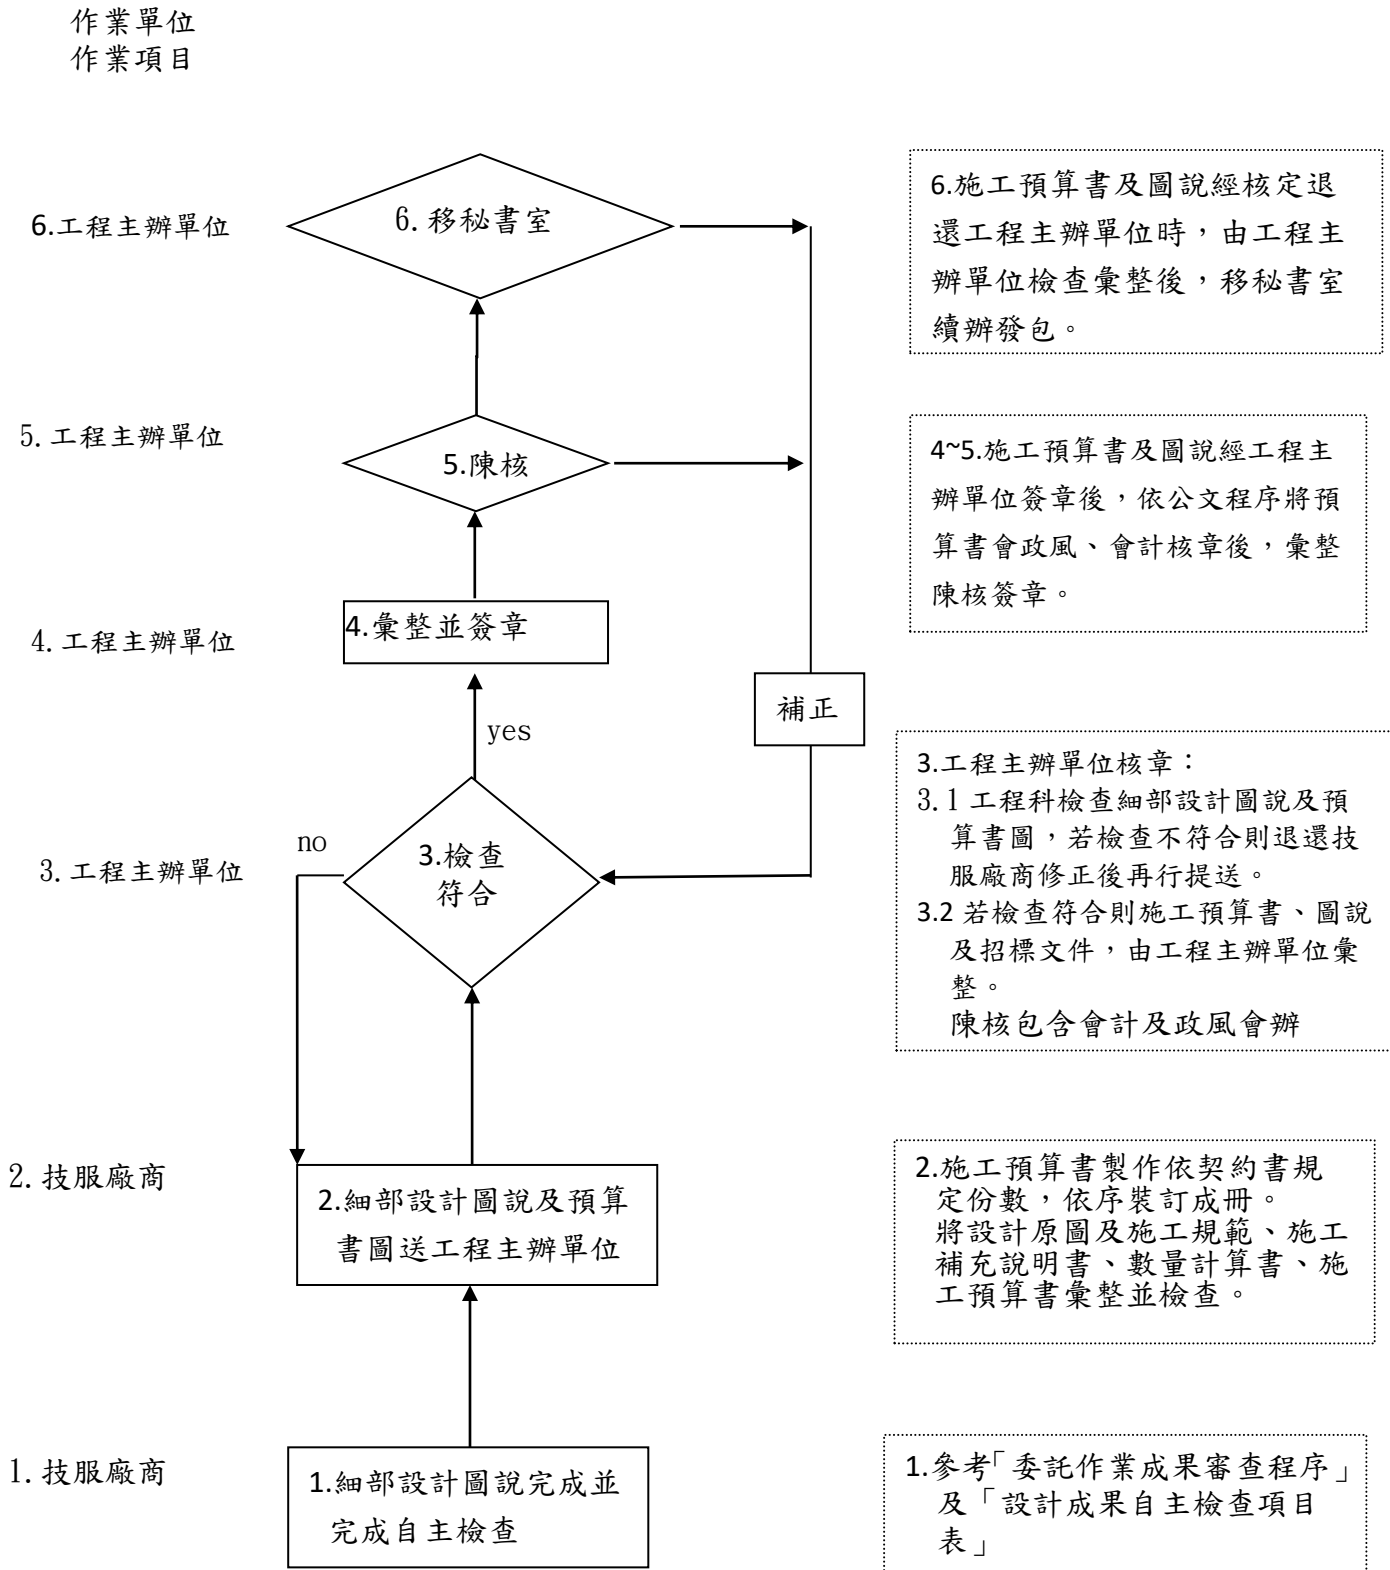 作業單位
作業項目
6.工程主辦單位
6.移秘書室
6.施工預算書及圖說經核定退
還工程主辦單位時，由工程主
辦單位檢查彙整後，移秘書室
續辦發包。
5.工程主辦單位
5.陳核
4~5.施工預算書及圖說經工程主
辦單位簽章後，依公文程序將預
算書會政風、會計核章後，彙整
陳核簽章。
4.工程主辦單位
4.彙整並簽章
補正
yes
no
3.工程主辦單位
3.檢查
符合
3.工程主辦單位核章：
3.1 工程科檢查細部設計圖說及預
算書圖，若檢查不符合則退還技
服廠商修正後再行提送。
3.2 若檢查符合則施工預算書、圖說
及招標文件，由工程主辦單位彙
整。
陳核包含會計及政風會辦
2.技服廠商
2.細部設計圖說及預算
書圖送工程主辦單位
2.施工預算書製作依契約書規
定份數，依序裝訂成冊。
將設計原圖及施工規範、施工
補充說明書、數量計算書、施
工預算書彙整並檢查。
1.技服廠商
1.細部設計圖說完成並
完成自主檢查
1.參考「委託作業成果審查程序」
及「設計成果自主檢查項目
表」